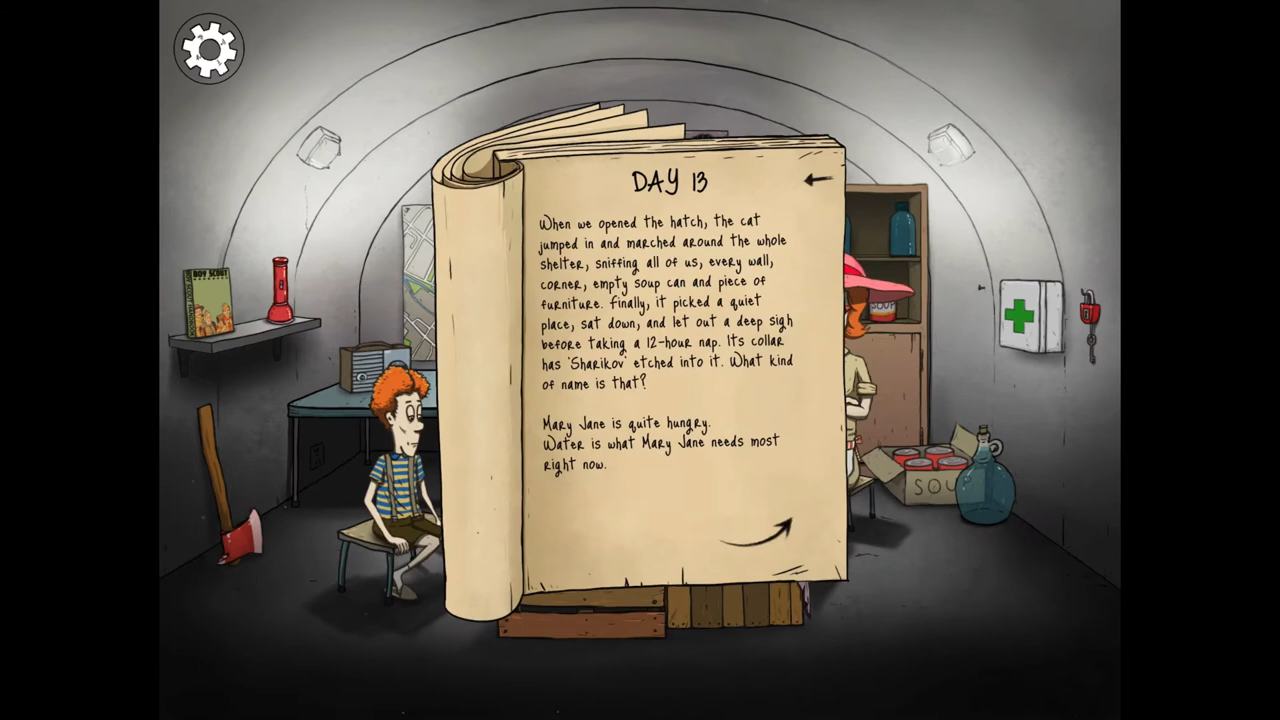 DAY 13
When we opened the hatch, the cat
jumped in and marched around the whole
shelter, sniffing all of us, every wall,
corner, empty soup can and piece of
furniture. Finally, it picked a quiet
place, sat down, and let out a deep sigh
before taking a 12-hour nap. Its collar
has 'Sharikov' etched into it. What kind
of name is that?
Mary Jane is quite hungry.
Water is what Mary Jane needs most
right now.
BOY SCOUT
SOUP
SOU